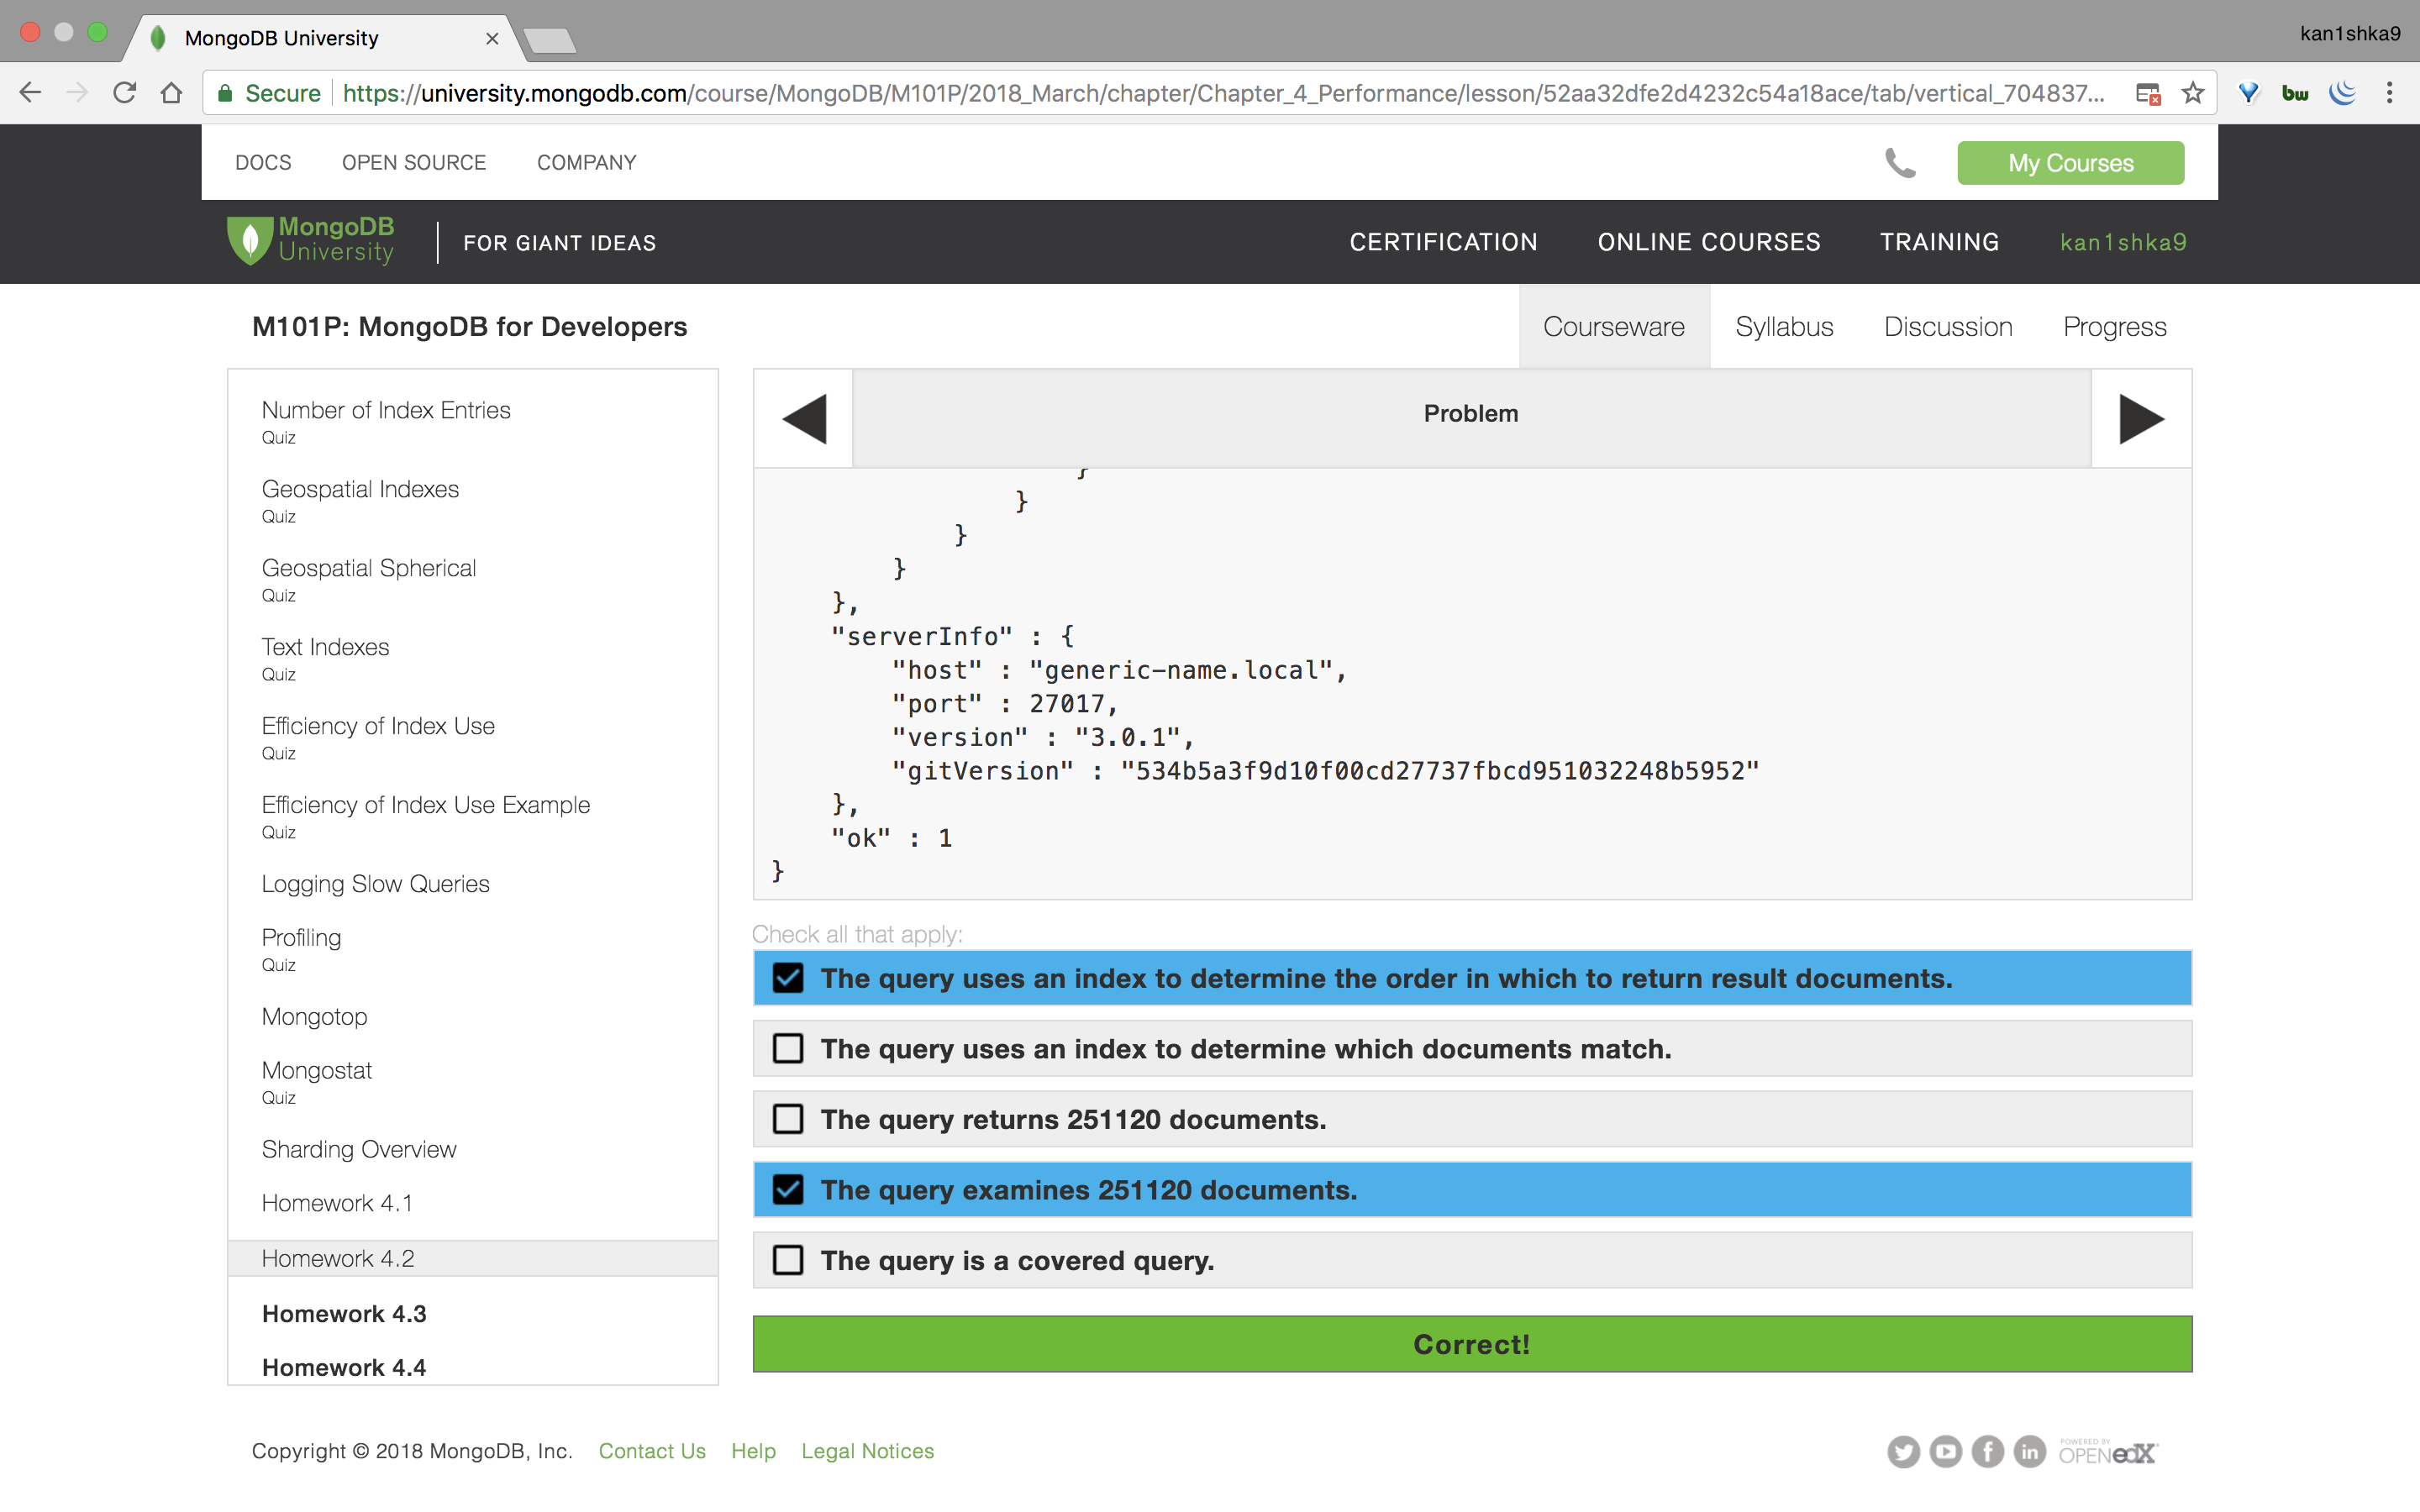 MongoDB University
kan1shka9
Secure https://university.mongodb.com/course/MongoDB/M101P/2018_March/chapter/Chapter_4_Performance/lesson/52aa32dfe2d4232c54a18ace/tab/vertical_704837...
bw
DOCS OPEN SOURCE COMPANY
My Courses
MongoDB University
FOR GIANT IDEAS
CERTIFICATION ONLINE COURSES TRAINING kan1shka9
M101P: MongoDB for Developers
Courseware Syllabus Discussion Progress
Number of Index Entries
Quiz
Geospatial Indexes
Quiz
Geospatial Spherical
Quiz
Text Indexes
Quiz
Efficiency of Index Use
Quiz
Efficiency of Index Use Example
Quiz
Logging Slow Queries
Profiling
Quiz
Mongotop
Mongostat
Quiz
Sharding Overview
Homework 4.1
Homework 4.2
Homework 4.3
Homework 4.4
Problem
}
}
}
}
},
"serverInfo" : {
"host" : "generic-name.local",
"port" : 27017,
"version" : "3.0.1",
"gitVersion" : "534b5a3f9d10f00cd27737fbcd951032248b5952"
},
"ok" : 1
}
Check all that apply:
The query uses an index to determine the order in which to return result documents.
The query uses an index to determine which documents match.
The query returns 251120 documents.
The query examines 251120 documents.
The query is a covered query.
Correct!
Copyright © 2018 MongoDB, Inc. Contact Us Help Legal Notices
POWERED BY
OPEN edX